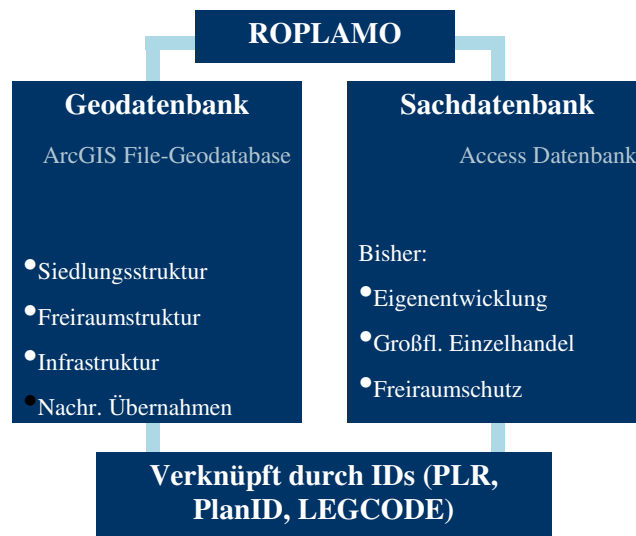 ROPLAMO
Geodatenbank
ArcGIS File-Geodatabase
•Siedlungsstruktur
•Freiraumstruktur
•Infrastruktur
•Nachr. Übernahmen
Sachdatenbank
Access Datenbank
Bisher:
•Eigenentwicklung
•Großfl. Einzelhandel
•Freiraumschutz
Verknüpft durch IDs (PLR,
PlanID, LEGCODE)